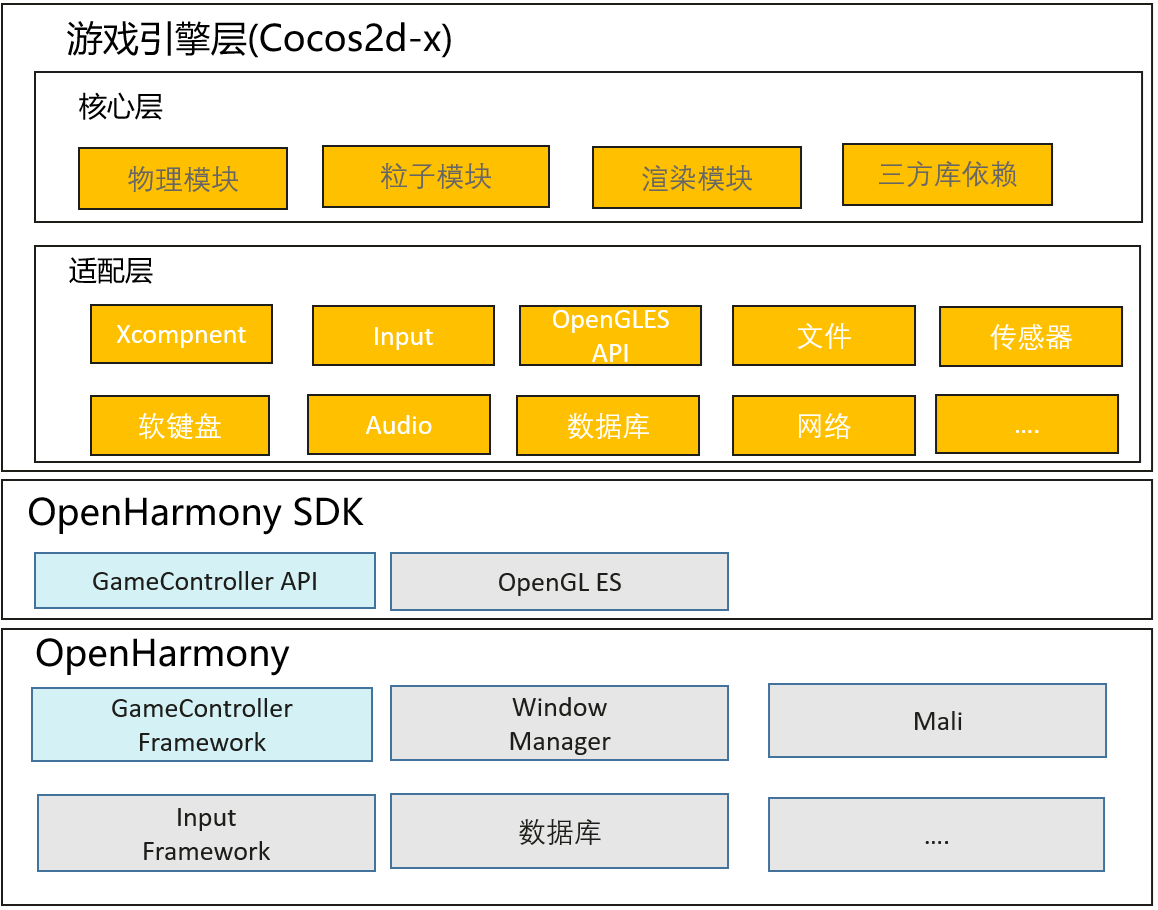 游戏引擎层(Cocos2d-x)
核心层
物理模块
粒子模块
渲染模块
三方库依赖
适配层
Xcompnent
Input
OpenGLES
API
文件
传感器
软键盘
Audio
数据库
网络
....
OpenHarmony SDK
GameController API
OpenGL ES
OpenHarmony
GameController
Framework
Window
Manager
Mali
Input
Framework
数据库
....